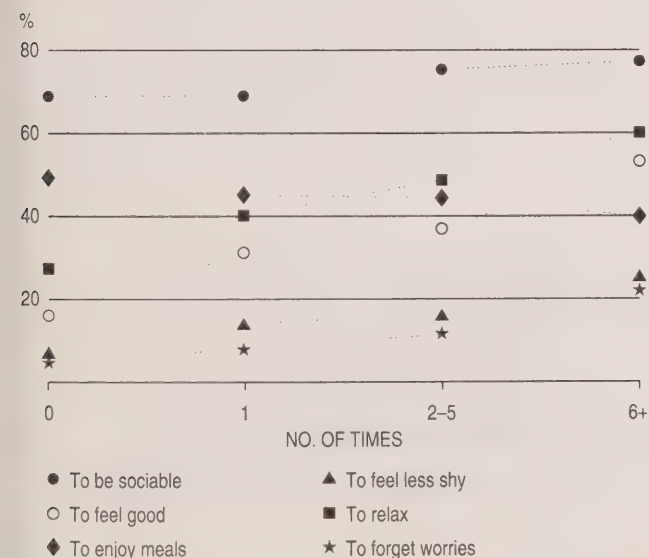 %
80
60
40
20
0 1 2–5 6+
NO. OF TIMES
To be sociable To feel less shy
To feel good To relax
To enjoy meals To forget worries